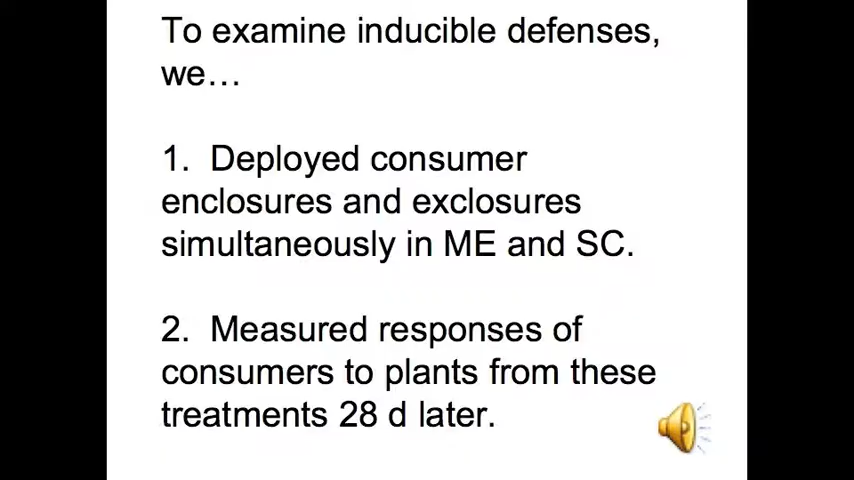 To examine inducible defenses,
we…
1. Deployed consumer
enclosures and exclosures
simultaneously in ME and SC.
2. Measured responses of
consumers to plants from these
treatments 28 d later.